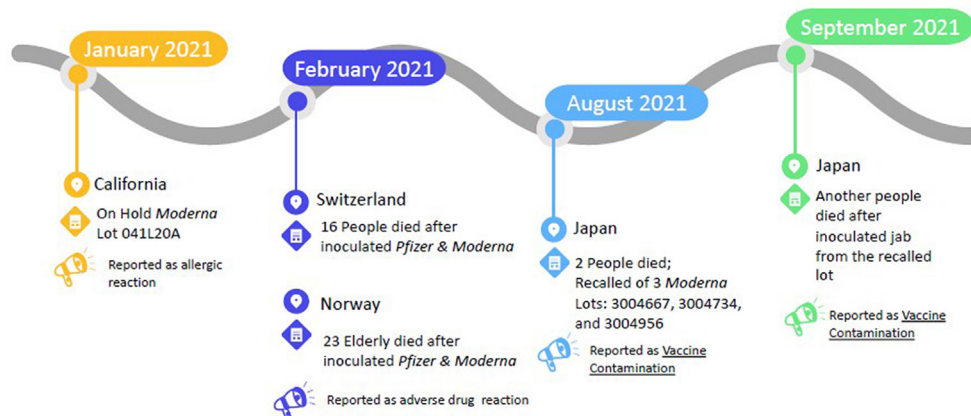 January 2021
California
On Hold Moderna
Lot 041L20A
Reported as allergic
reaction
February 2021
Switzerland
16 People died after
inoculated Pfizer & Moderna
Norway
23 Elderly died after
inoculated Pfizer & Moderna
Reported as adverse drug reaction
August 2021
Japan
2 People died;
Recalled of 3 Moderna
Lots: 3004667, 3004734,
and 3004956
Reported as Vaccine
Contamination
September 2021
Japan
Another people
died after
inoculated jab
from the recalled
lot
Reported as Vaccine
Contamination